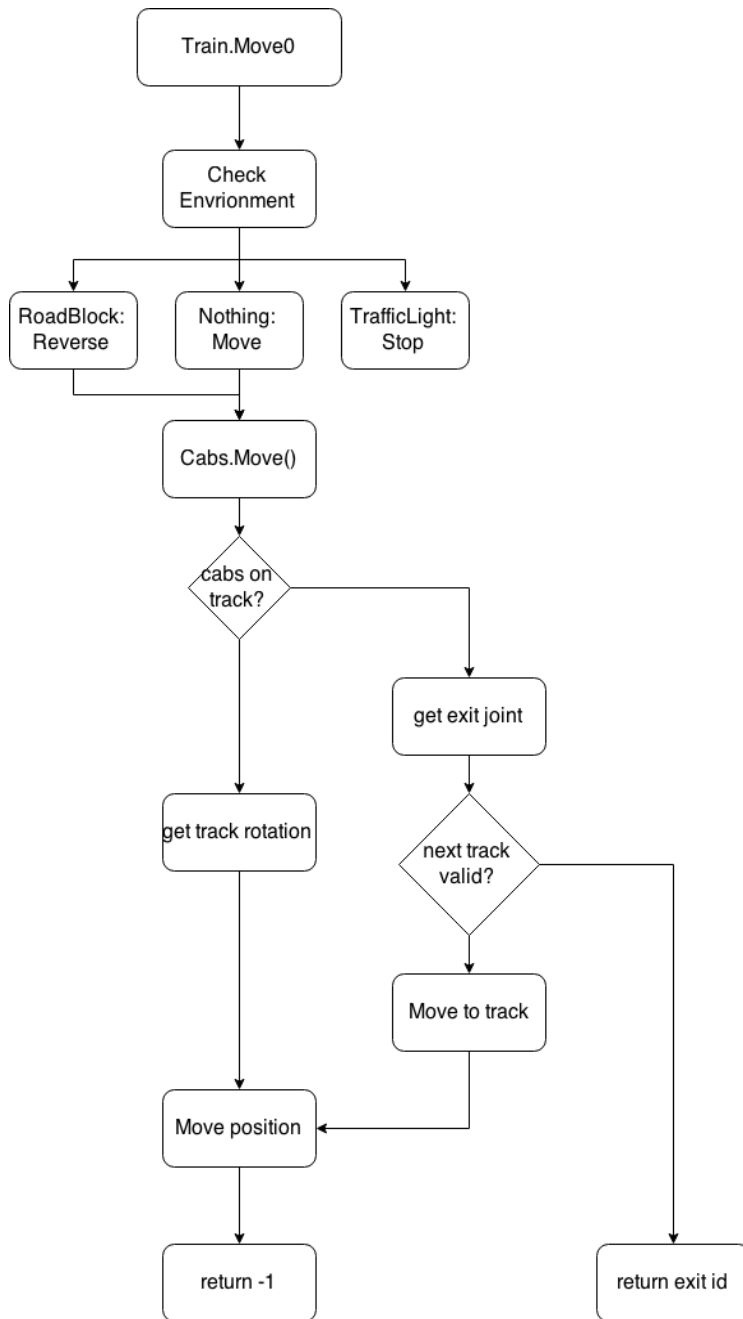 Train.Move0
Check
Envrionment
RoadBlock:
Reverse
Nothing:
Move
TrafficLight:
Stop
Cabs.Move()
cabs on
track?
get exit joint
get track rotation
next track
valid?
Move to track
Move position
return -1
return exit id